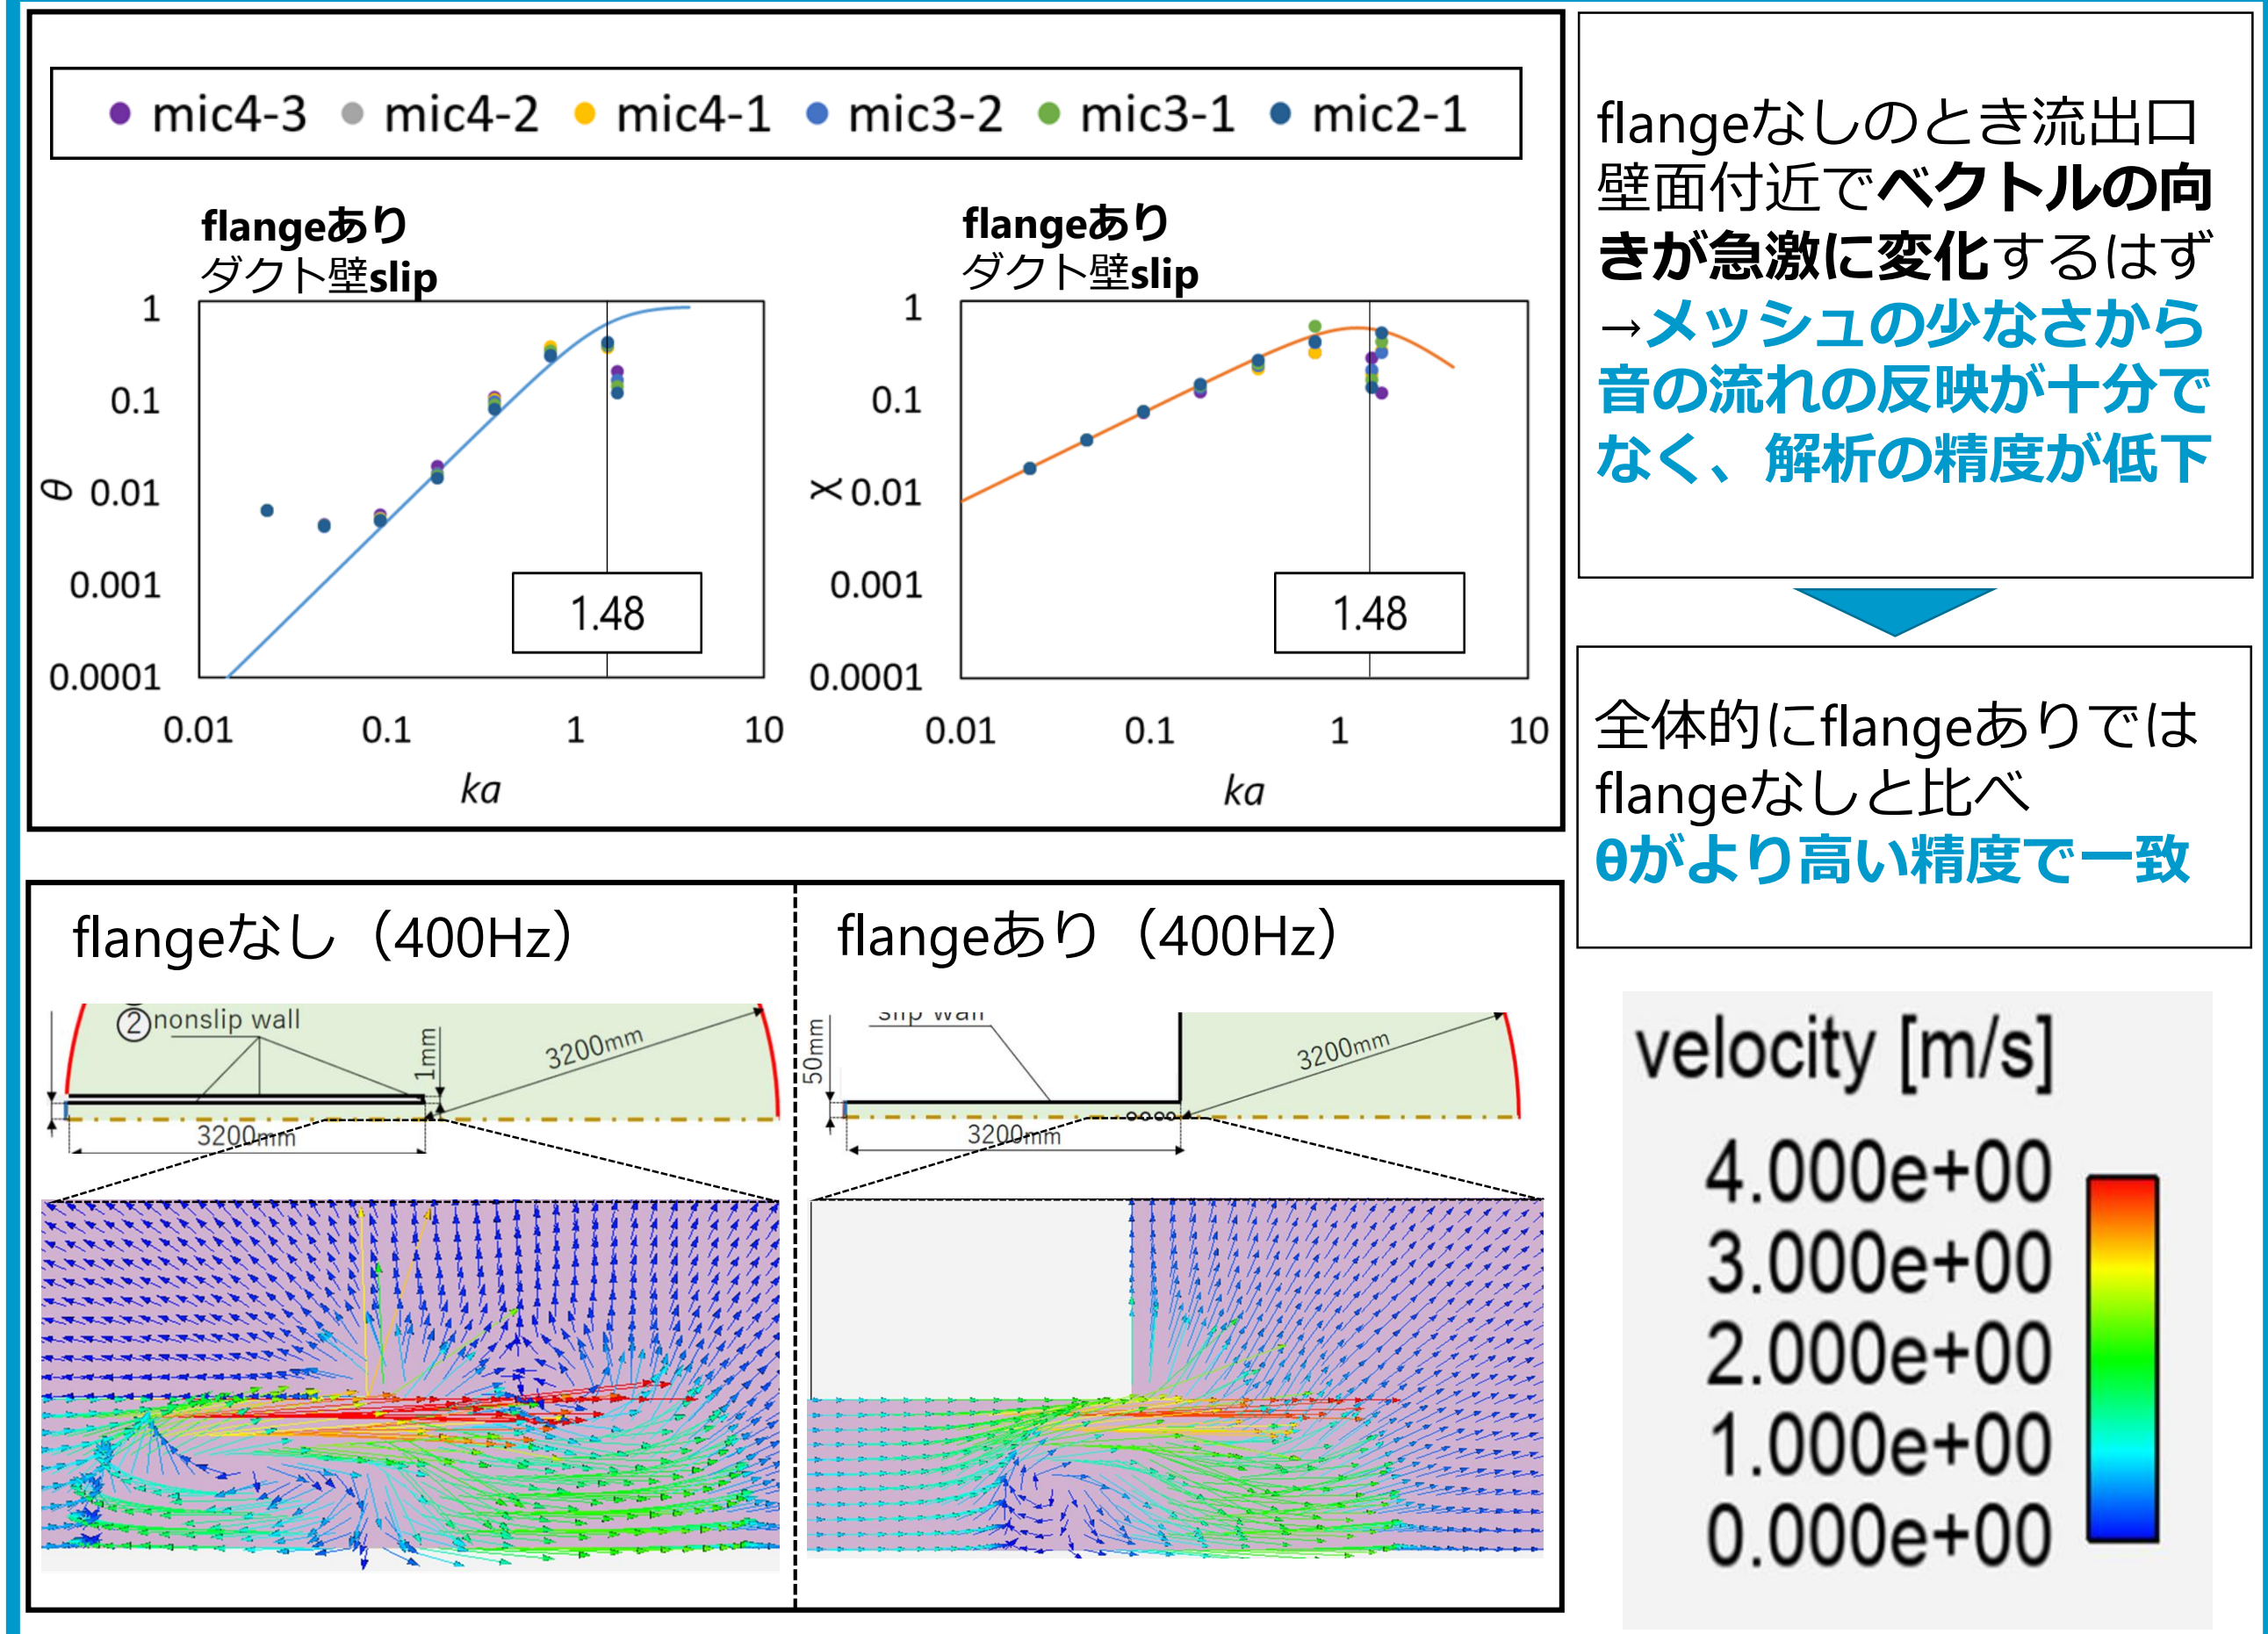 mic4-3 mic4-2 mic4-1 mic3-2 mic3-1 mic2-1
flangeあり
ダクト壁slip
1
0.1
0.01
0.001
0.0001
θ
0.01 0.1 1 10
ka
1.48
flangeあり
ダクト壁slip
1
0.1
0.01
0.001
0.0001
χ
0.01 0.1 1 10
ka
1.48
flangeなしのとき流出口
壁面付近でベクトルの向
きが急激に変化するはず
→メッシュの少なさから
音の流れの反映が十分で
なく、解析の精度が低下
全体的にflangeありでは
flangeなしと比べ
θがより高い精度で一致
flangeなし（400Hz）
②nonslip wall
1mm
3200mm
3200mm
flangeあり（400Hz）
slip wall
50mm
3200mm
3200mm
velocity [m/s]
4.000e+00
3.000e+00
2.000e+00
1.000e+00
0.000e+00